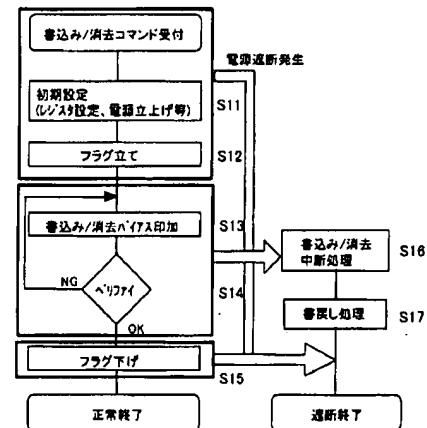 書込み/消去コマンド受付
電源遮断発生
初期設定
(レジスタ設定、電源立上げ等)
S11
フラグ立て
S12
S13
書込み/消去バイアス印加
書込み/消去
中断処理
S16
NG
ベリファイ
S14
書戻し処理
S17
OK
フラグ下げ
S15
正常終了
遮断終了